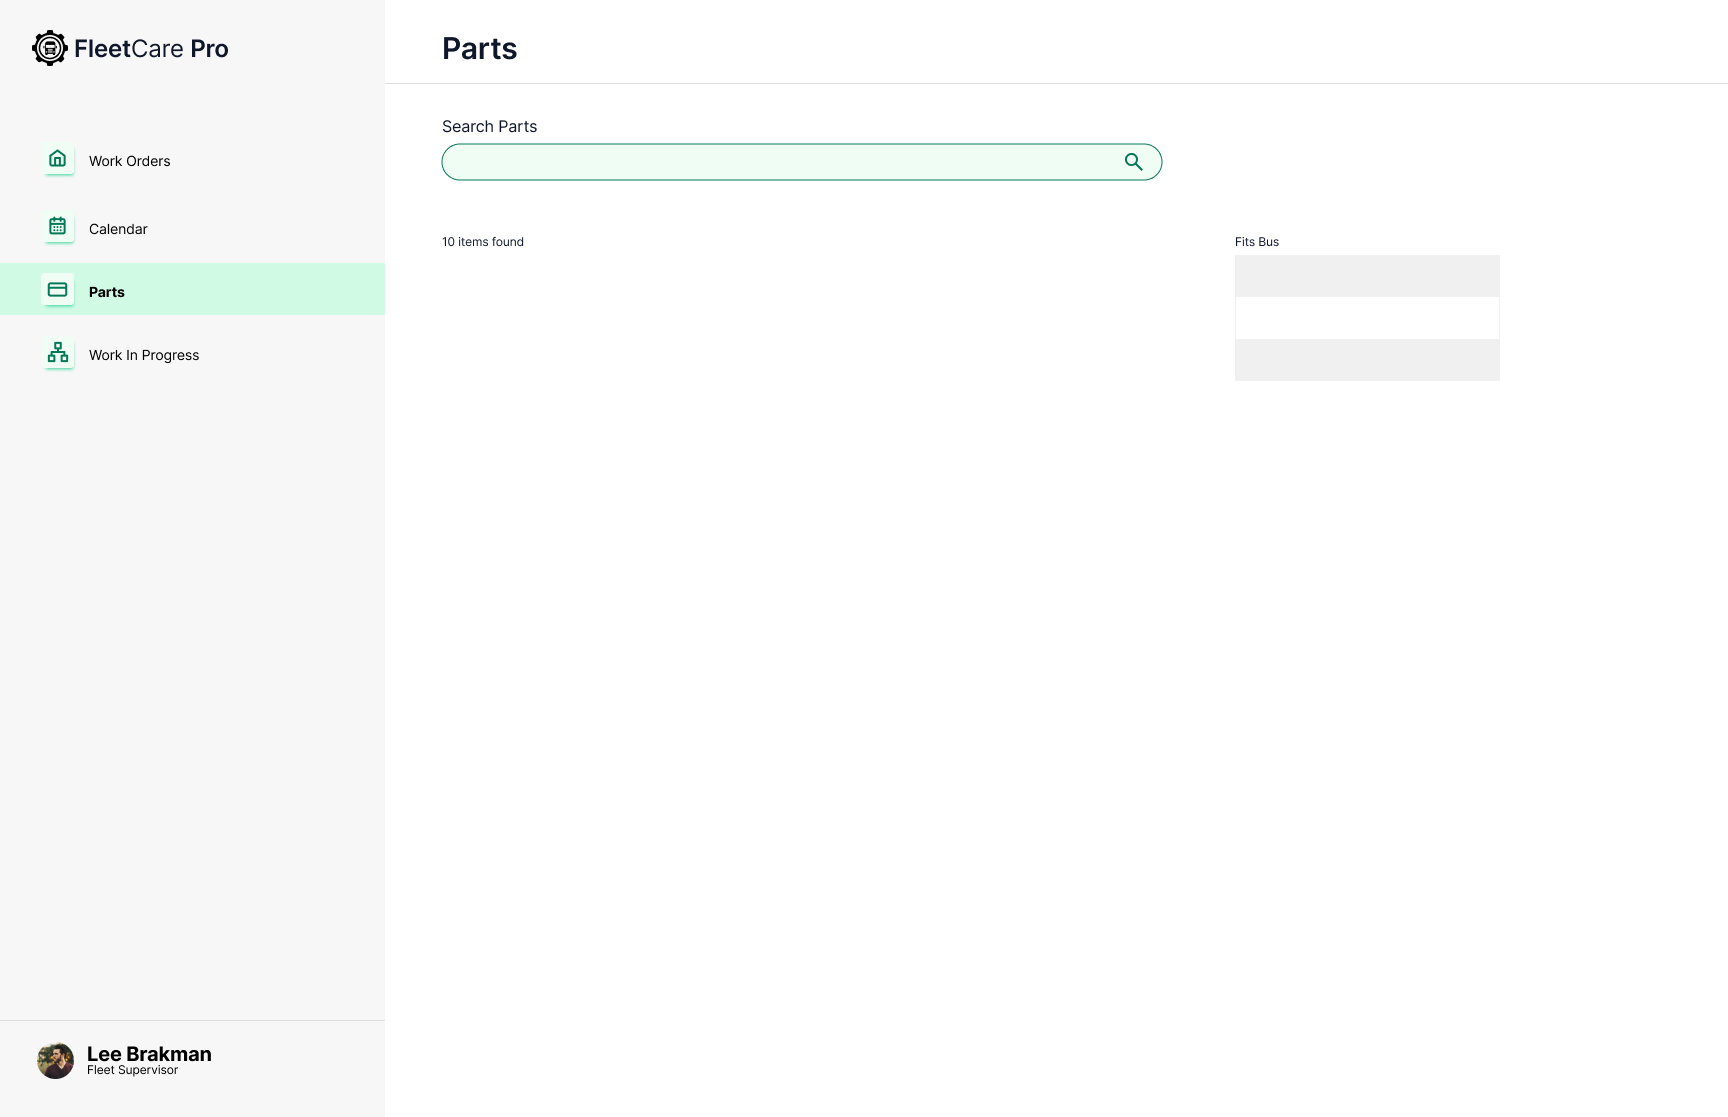 FleetCare Pro
Work Orders
Calendar
Parts
Work In Progress
Lee Brakman
Fleet Supervisor
Parts
Search Parts
10 items found
Fits Bus